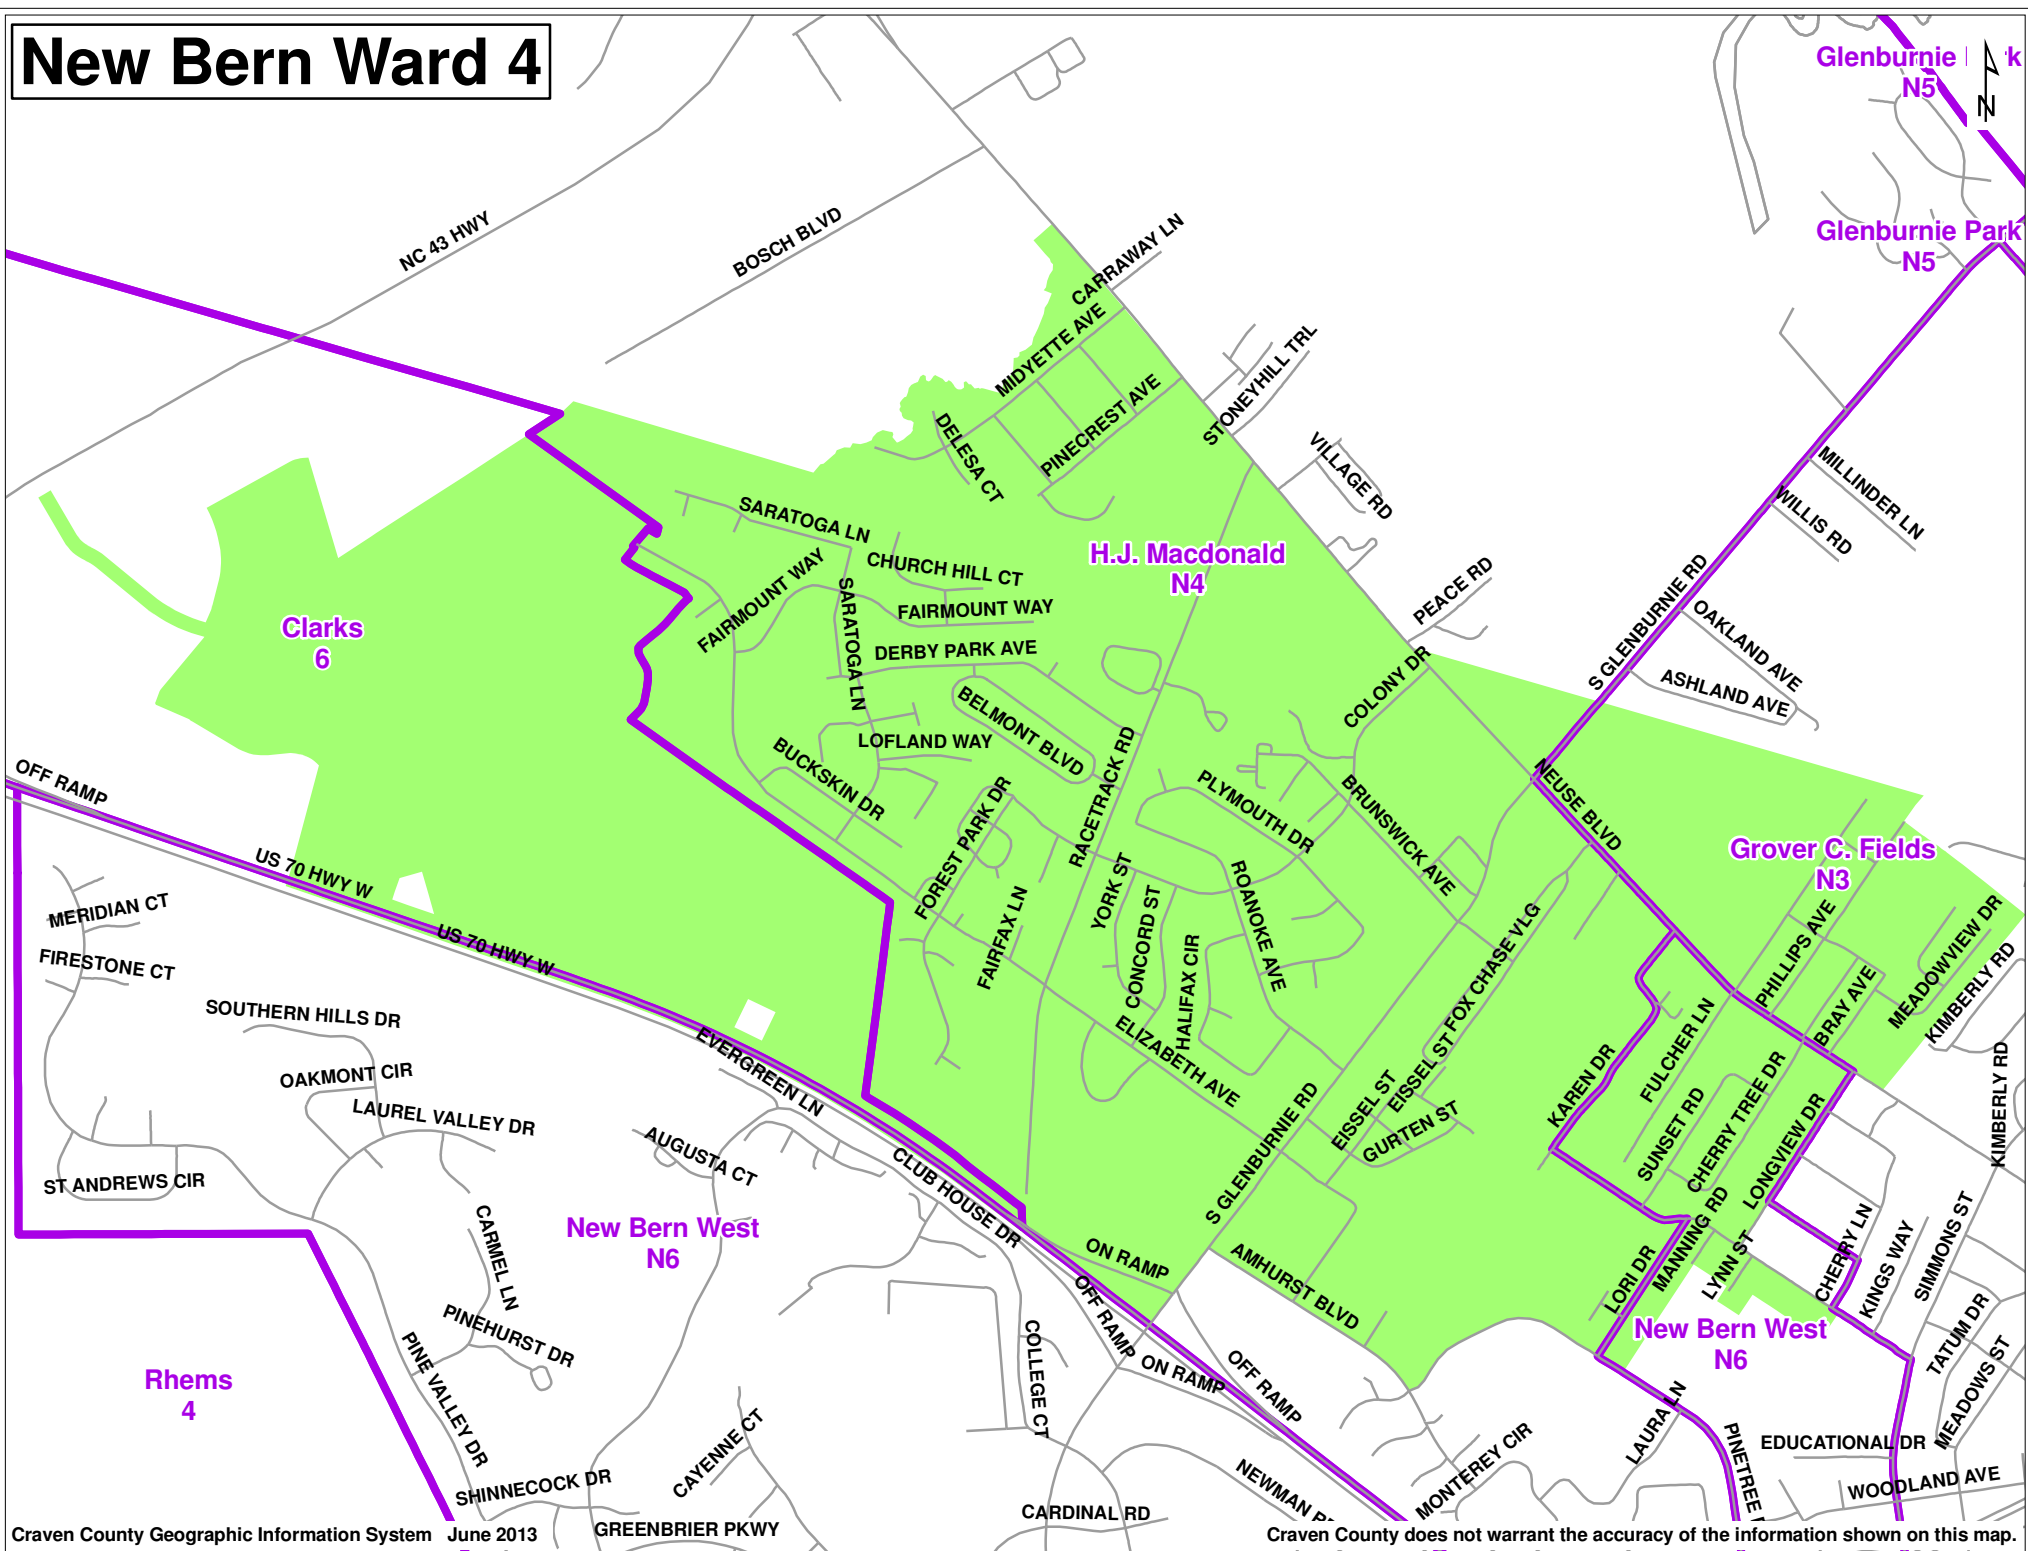 New Bern Ward 4
Glenburnie
N5
N
NC 43 HWY
BOSCH BLVD
CARRAWAY LN
Glenburnie Park
N5
MIDYETTE AVE
STONEYHILL TRL
PINECREST AVE
DELESA CT
VILLAGE RD
MILLINDER LN
WILLIS RD
SARATOGA LN
H.J. Macdonald
N4
CHURCH HILL CT
FAIRMOUNT WAY
SARATOGA LN
FAIRMOUNT WAY
PEACE RD
S GLENBURNIE RD
OAKLAND AVE
Clarks
6
DERBY PARK AVE
COLONY DR
ASHLAND AVE
BELMONT BLVD
LOFLAND WAY
BUCKSKIN DR
RACETRACK RD
OFF RAMP
NEUSE BLVD
PLYMOUTH DR
BRUNSWICK AVE
FOREST PARK DR
Grover C. Fields
N3
US 70 HWY W
MERIDIAN CT
YORK ST
ROANOKE AVE
CONCORD ST
FAIRFAX LN
HALIFAX CIR
PHILLIPS AVE
MEADOWVIEW DR
KIMBERLY RD
US 70 HWY W
FIRESTONE CT
EISSEL ST FOX CHASE VLG
BRAY AVE
SOUTHERN HILLS DR
FULCHER LN
EVERGREEN LN
ELIZABETH AVE
KAREN DR
KIMBERLY RD
OAKMONT CIR
LAUREL VALLEY DR
EISSEL ST
GURTEN ST
SUNSET RD
CHERRY TREE DR
LONGVIEW DR
AUGUSTA CT
CLUB HOUSE DR
S GLENBURNIE RD
ST ANDREWS CIR
New Bern West
N6
CARMEL LN
ON RAMP
AMHURST BLVD
LORI DR
MANNING RD
LYNN ST
CHERRY LN
KINGS WAY
SIMMONS ST
OFF RAMP
PINEHURST DR
COLLEGE CT
New Bern West
N6
TATUM DR
MEADOWS ST
Rhems
4
PINE VALLEY DR
ON RAMP
OFF RAMP
LAURA LN
CAYENNE CT
MONTEREY CIR
PINETREE
EDUCATIONAL DR
WOODLAND AVE
SHINNECOCK DR
NEWMAN
CARDINAL RD
GREENBRIER PKWY
Craven County Geographic Information System June 2013
Craven County does not warrant the accuracy of the information shown on this map.